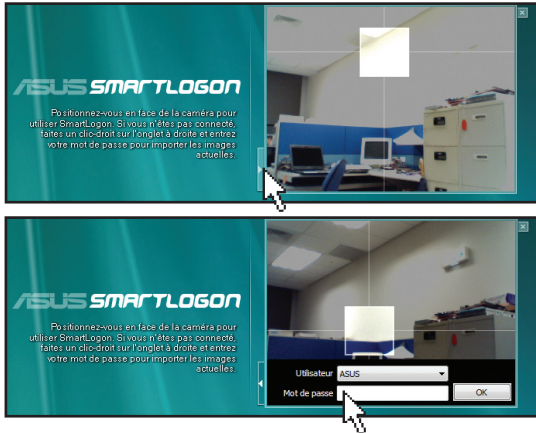 ASUS SMARTLOGON
Positionnez-vous en face de la caméra pour
utiliser SmartLogon. Si vous n'êtes pas connecté,
faites un clic-droit sur l'onglet à droite et entrez
votre mot de passe pour importer les images
actuelles.
ASUS SMARTLOGON
Positionnez-vous en face de la caméra pour
utiliser SmartLogon. Si vous n'êtes pas connecté,
faites un clic-droit sur l'onglet à droite et entrez
votre mot de passe pour importer les images
actuelles.
Utilisateur ASUS
Mot de passe OK